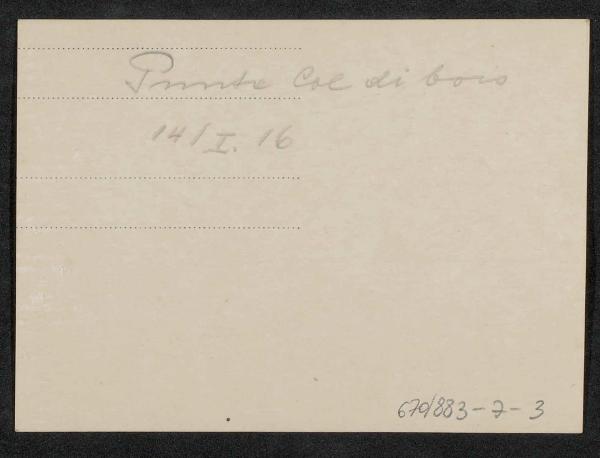 Punta Col di bois
14/I. 16
670/883-7-3